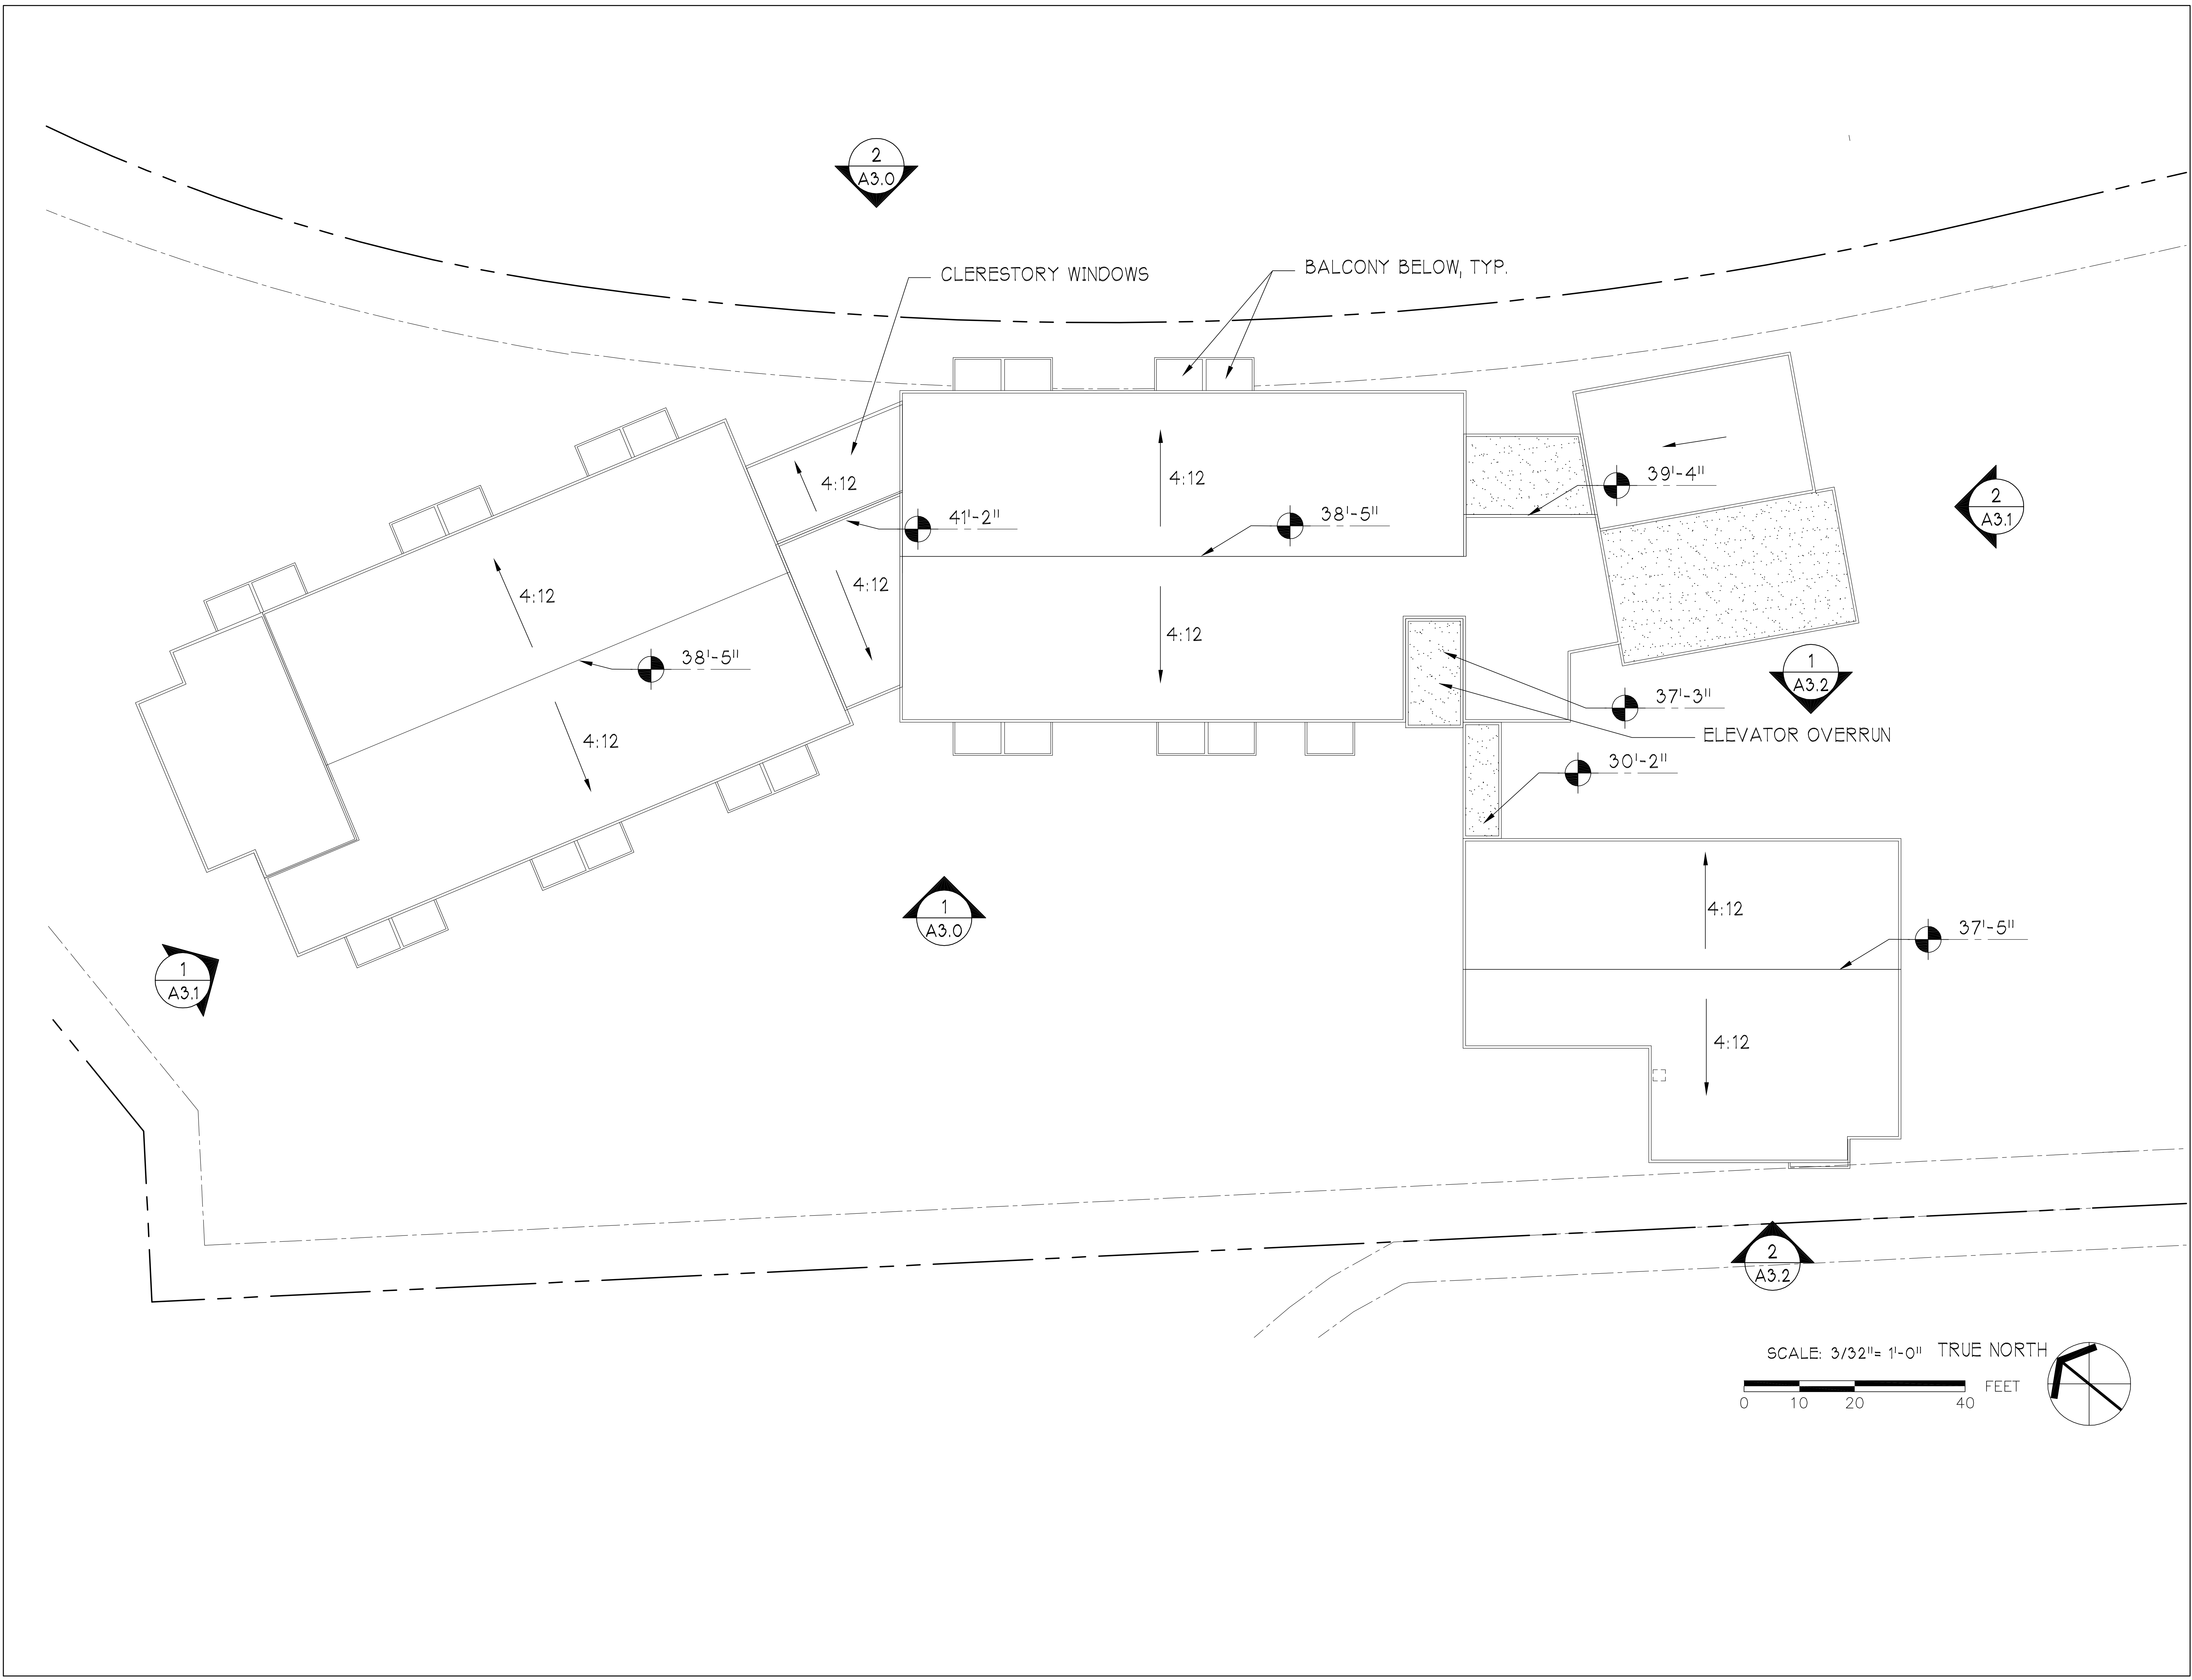 2
A3.0
CLERESTORY WINDOWS
BALCONY BELOW, TYP.
4:12
4:12
39'-4"
2
A3.1
41'-2"
38'-5"
4:12
4:12
4:12
38'-5"
4:12
1
A3.2
37'-3"
ELEVATOR OVERRUN
30'-2"
1
A3.0
4:12
37'-5"
1
A3.1
4:12
2
A3.2
SCALE: 3/32"= 1'-0"
TRUE NORTH
FEET
0 10 20 40